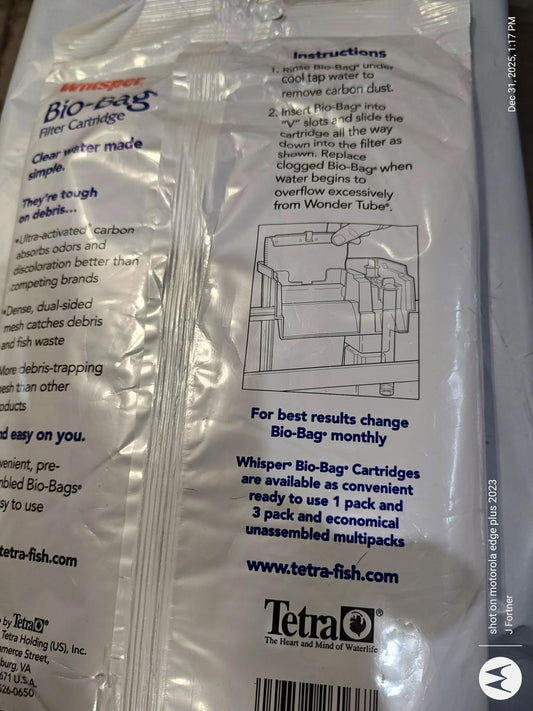 Whisper®
Bio-Bag®
Filter Cartridge
Clear water made
simple.
They're tough
on debris...
•Ultra-activated® carbon
absorbs odors and
discoloration better than
competing brands
•Dense, dual-sided
mesh catches debris
and fish waste
More debris-trapping
mesh than other
oducts
nd easy on you.
venient, pre-
mbled Bio-Bags®
sy to use
tetra-fish.com
by Tetra®
Tetra Holding (US), Inc.
mmerce Street,
burg, VA
671 U.S.A.
526-0650
Instructions
1. Rinse Bio-Bag® under
cool tap water to
remove carbon dust.
2. Insert Bio-Bag® into
"V" slots and slide the
cartridge all the way
down into the filter as
shown. Replace
clogged Bio-Bag® when
water begins to
overflow excessively
from Wonder Tube®.
For best results change
Bio-Bag® monthly
Whisper® Bio-Bag® Cartridges
are available as convenient
ready to use 1 pack and
3 pack and economical
unassembled multipacks
www.tetra-fish.com
Tetra®
The Heart and Mind of Waterlife
Dec 31, 2025, 1:17 PM
shot on motorola edge plus 2023
J Fortner